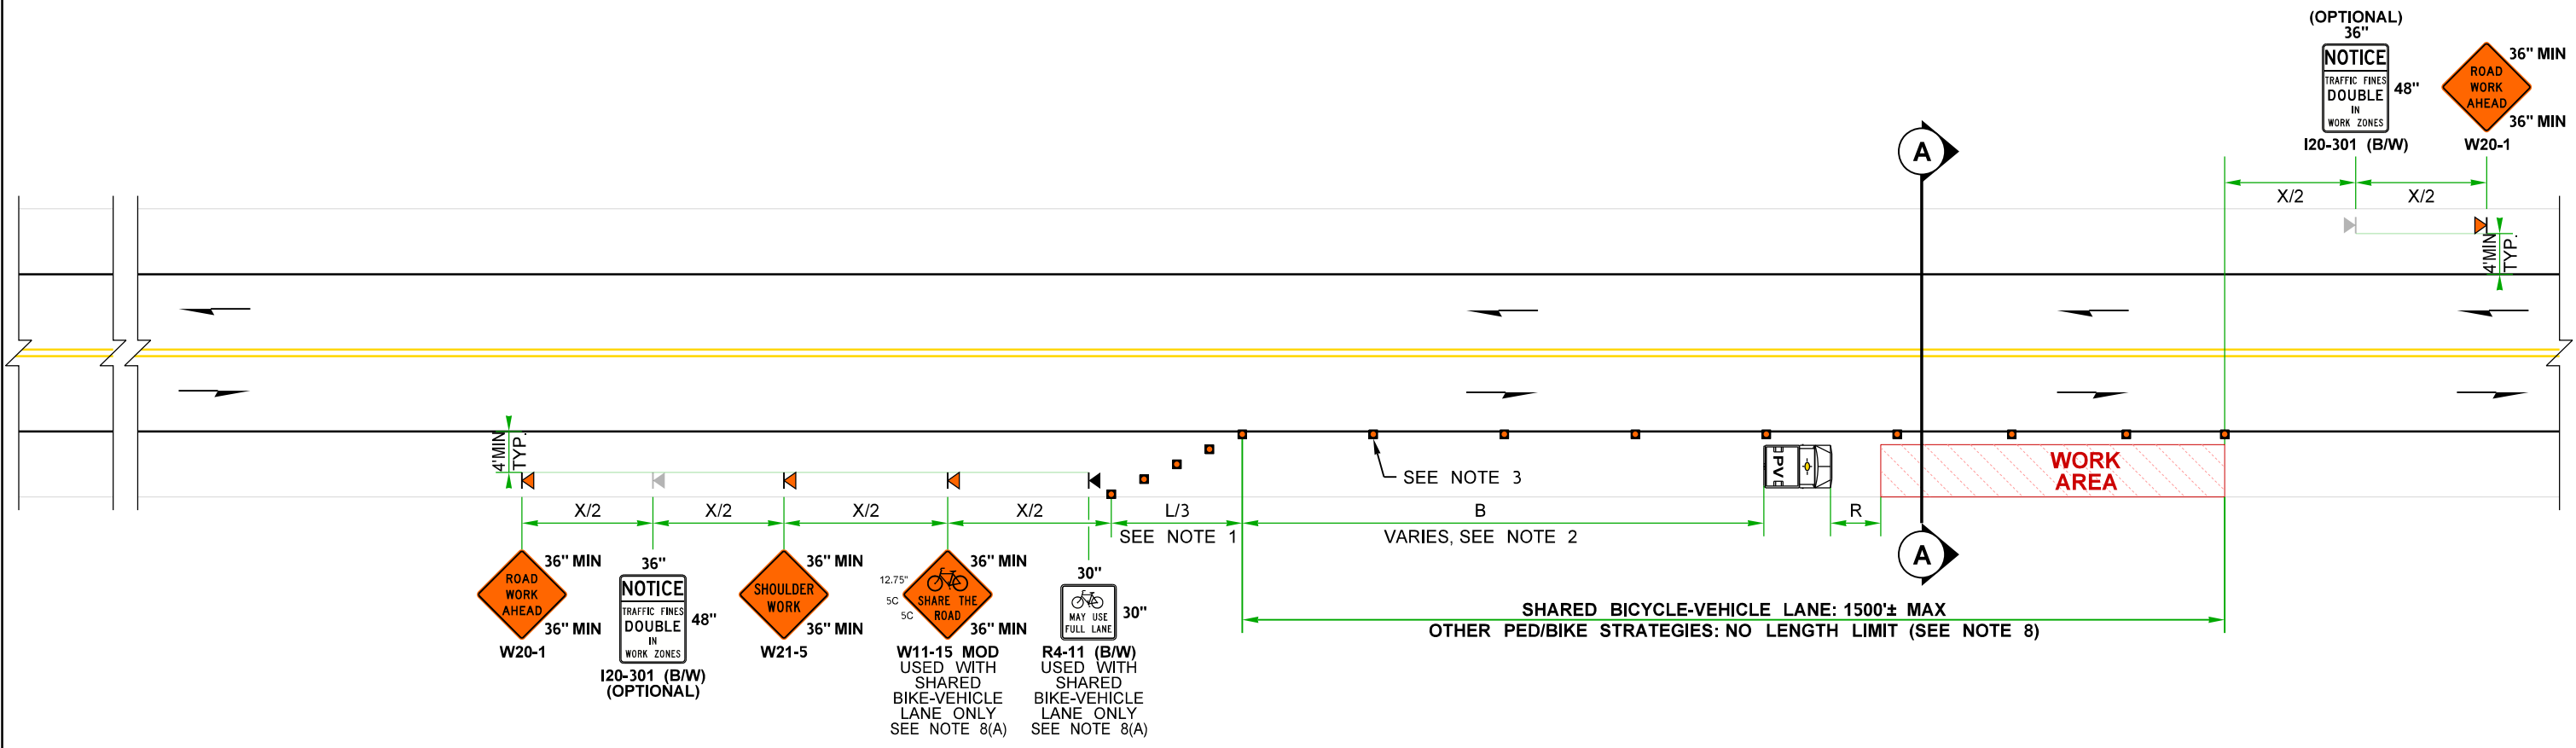 (OPTIONAL)
36"
NOTICE
TRAFFIC FINES
DOUBLE
IN
WORK ZONES
48"
I20-301 (B/W)
ROAD
WORK
AHEAD
36" MIN
36" MIN
W20-1
A
X/2
X/2
4'MIN
TYP.
4'MIN
TYP.
SEE NOTE 3
PV
WORK
AREA
X/2
X/2
X/2
X/2
L/3
SEE NOTE 1
B
VARIES, SEE NOTE 2
R
A
ROAD
WORK
AHEAD
36" MIN
36" MIN
W20-1
36"
NOTICE
TRAFFIC FINES
DOUBLE
IN
WORK ZONES
48"
I20-301 (B/W)
(OPTIONAL)
SHOULDER
WORK
36" MIN
36" MIN
W21-5
12.75"
5C
5C
SHARE THE
ROAD
36" MIN
36" MIN
W11-15 MOD
USED WITH
SHARED
BIKE-VEHICLE
LANE ONLY
SEE NOTE 8(A)
30"
MAY USE
FULL LANE
30"
R4-11 (B/W)
USED WITH
SHARED
BIKE-VEHICLE
LANE ONLY
SEE NOTE 8(A)
SHARED BICYCLE-VEHICLE LANE: 1500'± MAX
OTHER PED/BIKE STRATEGIES: NO LENGTH LIMIT (SEE NOTE 8)